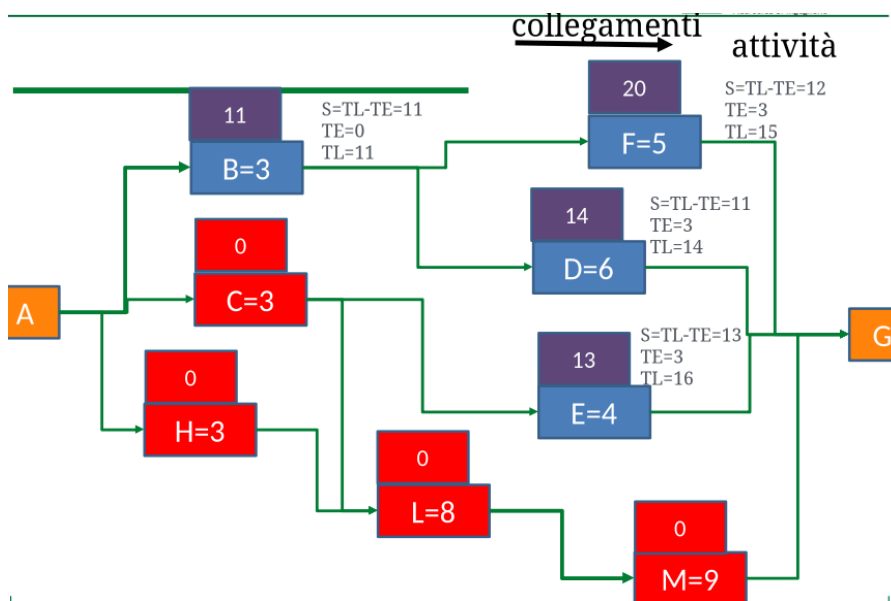 collegamenti
attività
11
S=TL-TE=11
TE=0
TL=11
B=3
20
S=TL-TE=12
TE=3
TL=15
F=5
14
S=TL-TE=11
TE=3
TL=14
D=6
0
C=3
A
G
13
S=TL-TE=13
TE=3
TL=16
E=4
0
H=3
0
L=8
0
M=9